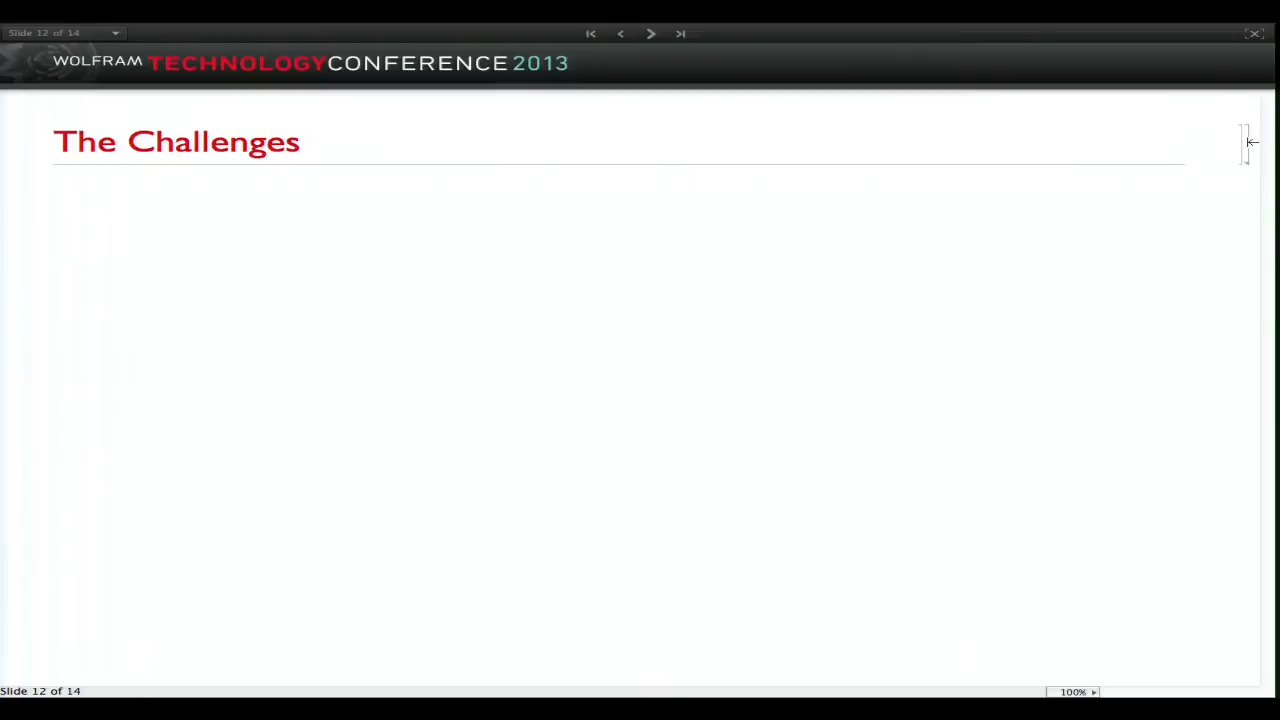 Slide 12 of 14
WOLFRAM TECHNOLOGYCONFERENCE 2013
The Challenges
Slide 12 of 14
100%